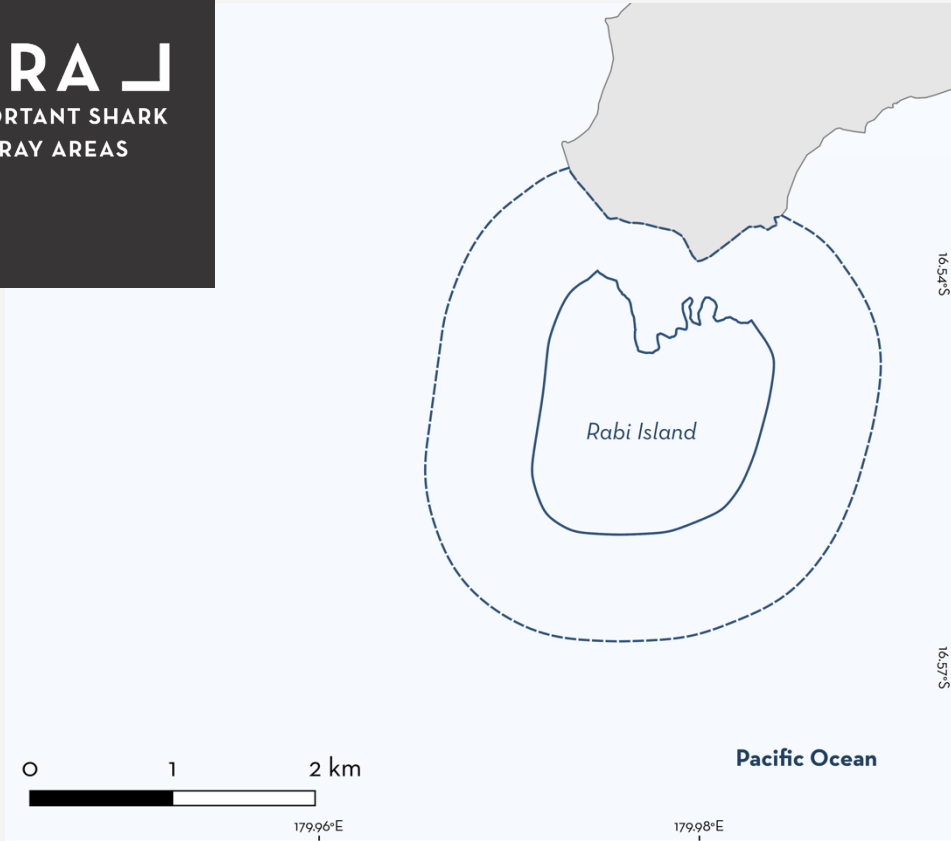 RA
ORTANT SHARK
RAY AREAS
16.54°S
Rabi Island
16.57°S
Pacific Ocean
0 1 2 km
179.96°E 179.98°E